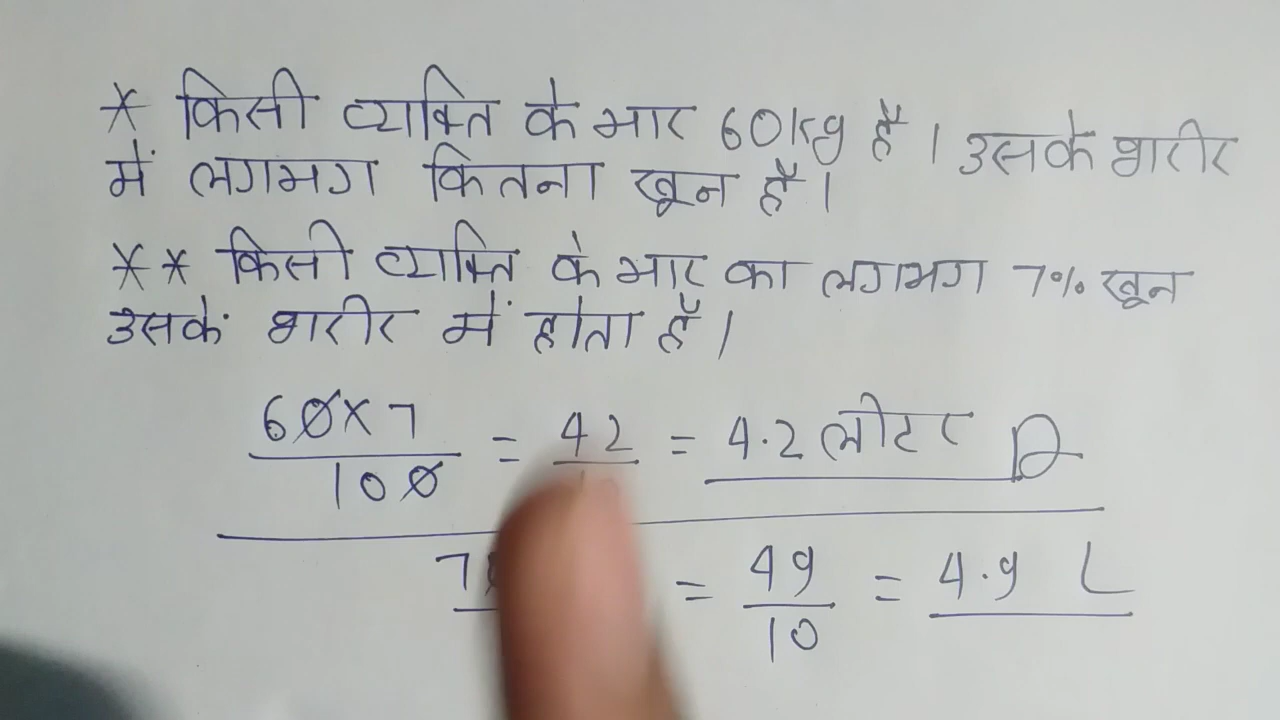 * किसी व्यक्ति के भार 60kg है । उसके शरीर
में लगभग कितना खून है ।
** किसी व्यक्ति के भार का लगभग 7% खून
उसके शरीर में होता है ।
60×7 / 100 = 42 / 10 = 4.2 लीटर
= 49 / 10 = 4.9 L